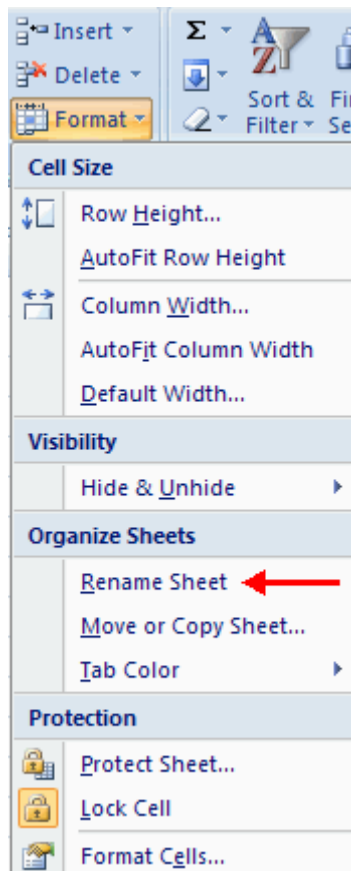 Insert
Σ
Delete
AZ
Format
Sort & Filter
Cell Size
Row Height...
AutoFit Row Height
Column Width...
AutoFit Column Width
Default Width...
Visibility
Hide & Unhide
Organize Sheets
Rename Sheet
Move or Copy Sheet...
Tab Color
Protection
Protect Sheet...
Lock Cell
Format Cells...